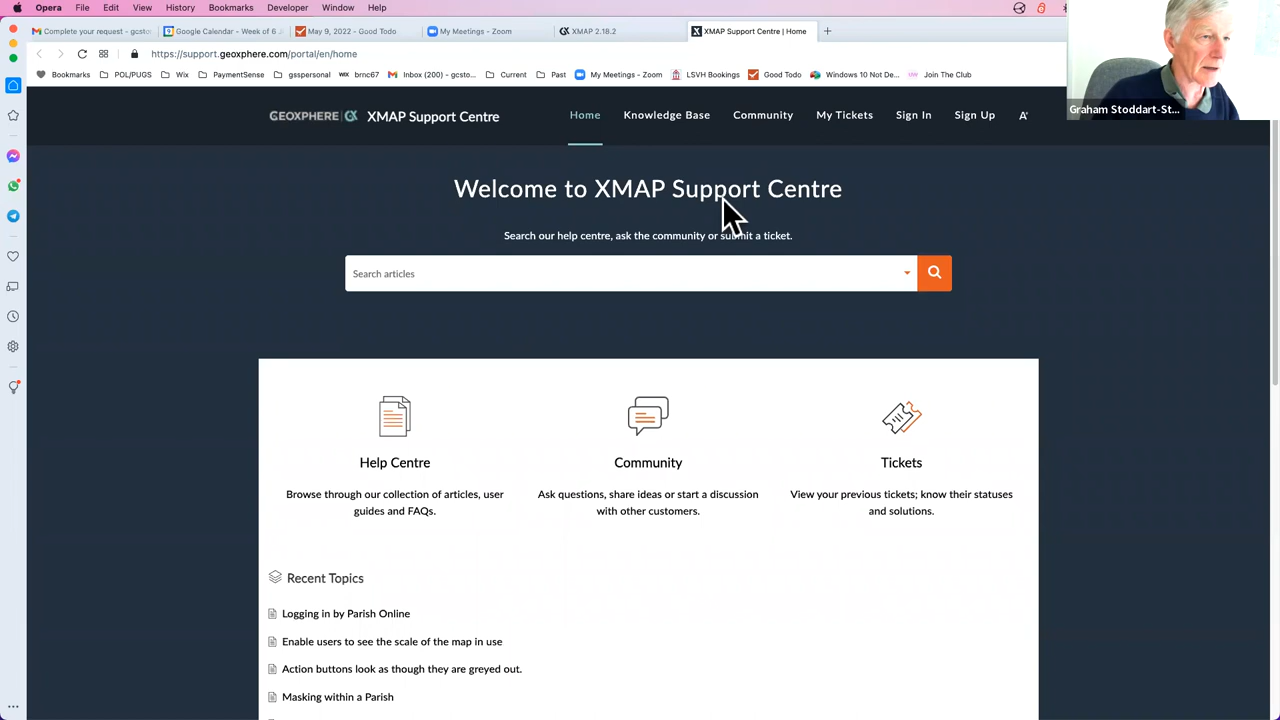 Opera File Edit View History Bookmarks Developer Window Help
Complete your request - gcsto
Google Calendar - Week of 6
May 9, 2022 - Good Todo
My Meetings - Zoom
XMAP 2.18.2
XMAP Support Centre | Home
https://support.geoxphere.com/portal/en/home
Bookmarks POL/PUGS Wix PaymentSense gsspersonal WIX brnc67 Inbox (200) - gcsto... Current Past My Meetings - Zoom LSVH Bookings Good Todo Windows 10 Not De... Join The Club
Graham Stoddart-St...
GEOXPHERE XMAP Support Centre
Home Knowledge Base Community My Tickets Sign In Sign Up A
Welcome to XMAP Support Centre
Search our help centre, ask the community or submit a ticket.
Search articles
Help Centre
Browse through our collection of articles, user
guides and FAQs.
Community
Ask questions, share ideas or start a discussion
with other customers.
Tickets
View your previous tickets; know their statuses
and solutions.
Recent Topics
Logging in by Parish Online
Enable users to see the scale of the map in use
Action buttons look as though they are greyed out.
Masking within a Parish